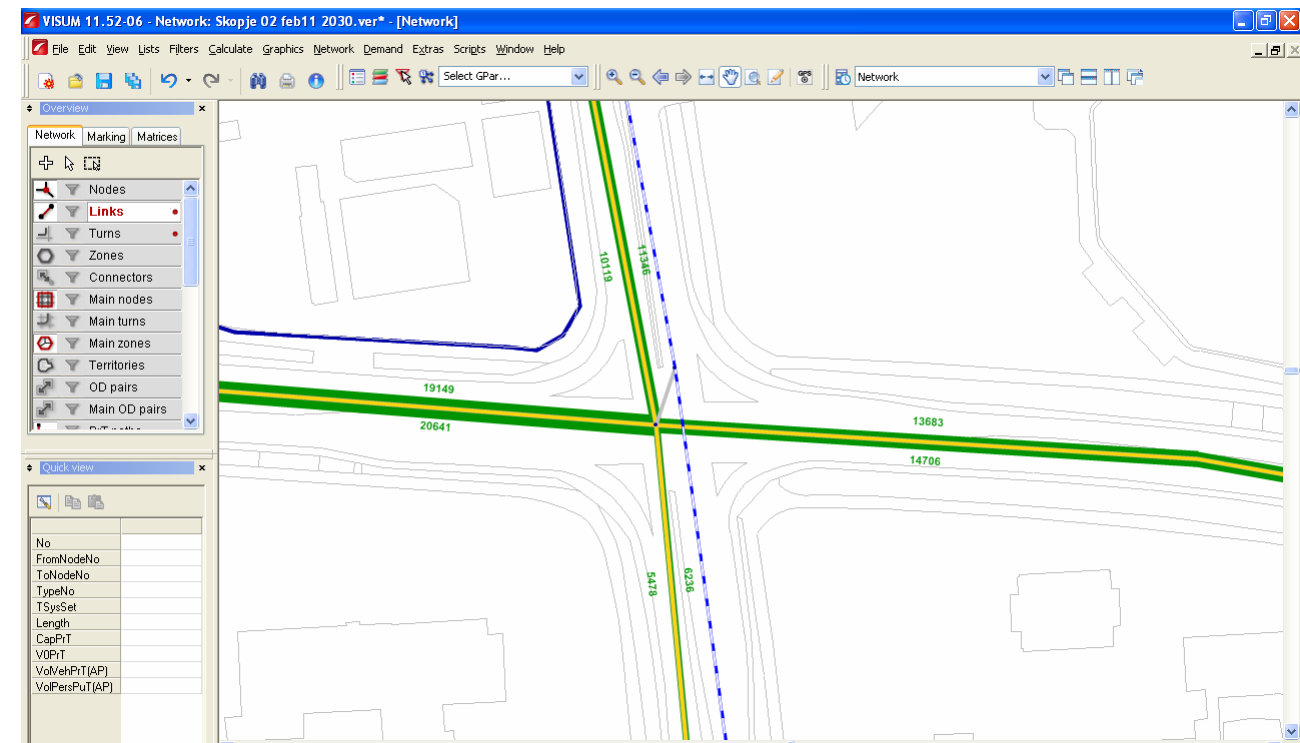 VISUM 11.52-06 - Network: Skopje 02 feb11 2030.ver* - [Network]
File Edit View Lists Filters Calculate Graphics Network Demand Extras Scripts Window Help
Select GPar...
Network
Overview
Network Marking Matrices
Nodes
Links
Turns
Zones
Connectors
Main nodes
Main turns
Main zones
Territories
OD pairs
Main OD pairs
Quick view
No
FromNodeNo
ToNodeNo
TypeNo
TSysSet
Length
CapPrT
V0PrT
VolVehPrT(AP)
VolPersPuT(AP)
10119
11346
19149
20641
13683
14706
5478
6236